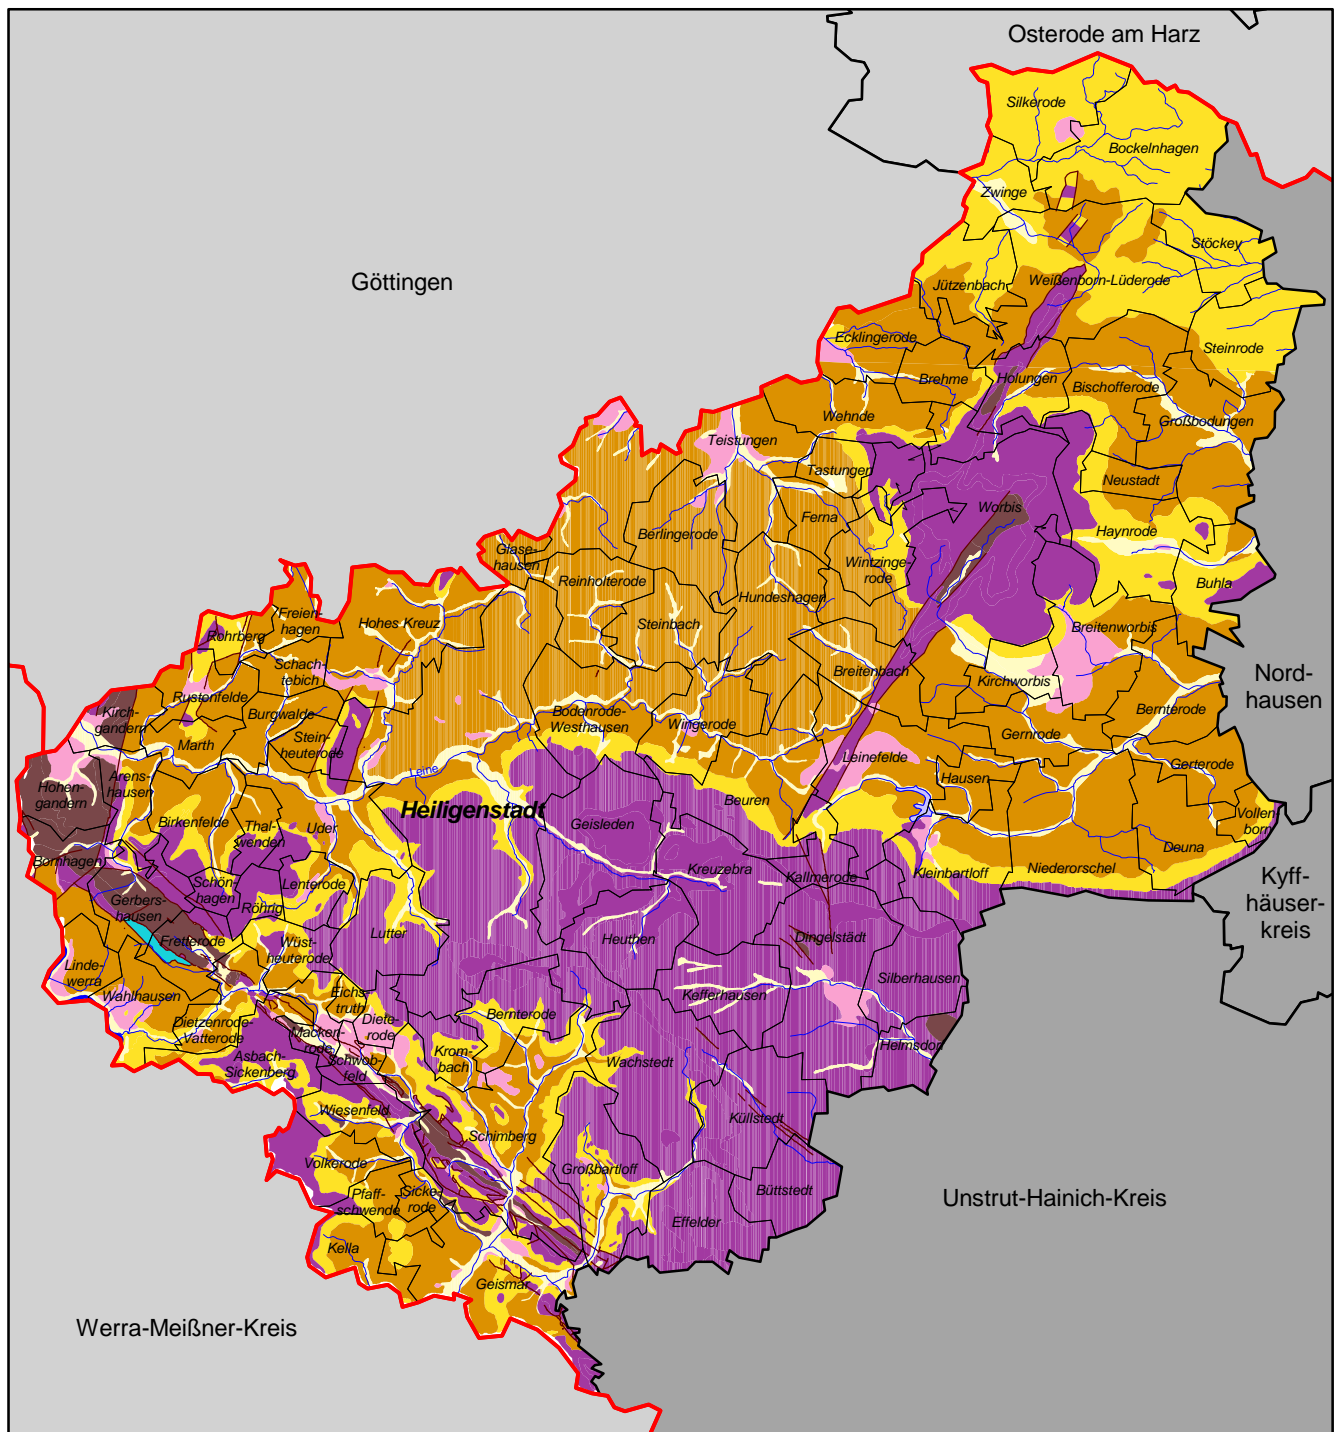 Osterode am Harz
Silkerode
Bockelnhagen
Zwinge
Stöckey
Göttingen
Jützenbach
Weißenborn-Lüderode
Ecklingerode
Steinrode
Brehme
Holungen
Bischofferode
Wehnde
Großbodungen
Teistungen
Tastungen
Neustadt
Worbis
Ferna
Berlingerode
Haynrode
Glase-
hausen
Wintzinge-
rode
Reinholterode
Buhla
Hundeshagen
Freien-
hagen
Hohes Kreuz
Steinbach
Rohrberg
Breitenworbis
Schach-
tebich
Breitenbach
Nord-
hausen
Kirchworbis
Rustenfelde
Kirch-
gandern
Burgwalde
Bodenrode-
Westhausen
Wingerode
Bernterode
Stein-
heuterode
Marth
Gernrode
Leinefelde
Gerterode
Leine
Hausen
Arens-
hausen
Hohen-
gandern
Beuren
Heiligenstadt
Vollen-
born
Birkenfelde
Thal-
wenden
Uder
Geisleden
Deuna
Bornhagen
Kreuzebra
Kallmerode
Kleinbartloff
Niederorschel
Kyff-
häuser-
kreis
Schön-
hagen
Lenterode
Gerbers-
hausen
Röhrig
Lutter
Heuthen
Dingelstädt
Fretterode
Wüst-
heuterode
Linde-
werra
Silberhausen
Wahlhausen
Eichs-
truth
Kefferhausen
Bernterode
Dietzenrode-
Vatterode
Macken-
rode
Diete-
rode
Helmsdorf
Asbach-
Sickenberg
Schwob-
feld
Krom-
bach
Wachstedt
Wiesenfeld
Küllstedt
Schimberg
Volkerode
Großbartloff
Pfaff-
schwende
Sicke-
rode
Büttstedt
Unstrut-Hainich-Kreis
Effelder
Kella
Geismar
Werra-Meißner-Kreis